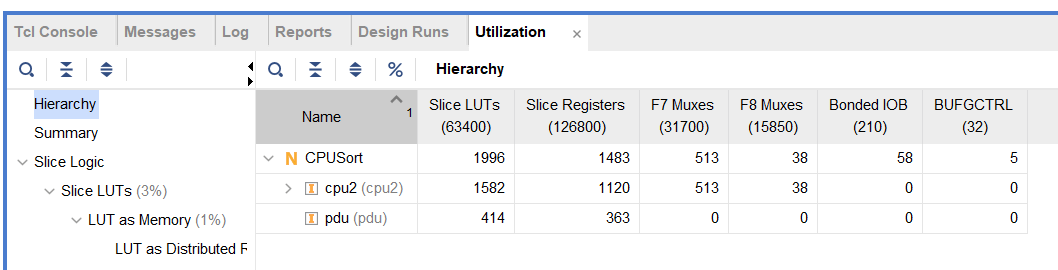 Tcl Console Messages Log Reports Design Runs Utilization ×
% Hierarchy
Hierarchy
Summary
Slice Logic
Slice LUTs (3%)
LUT as Memory (1%)
LUT as Distributed R
Name 1 Slice LUTs (63400) Slice Registers (126800) F7 Muxes (31700) F8 Muxes (15850) Bonded IOB (210) BUFGCTRL (32)
N CPUSort 1996 1483 513 38 58 5
I cpu2 (cpu2) 1582 1120 513 38 0 0
I pdu (pdu) 414 363 0 0 0 0